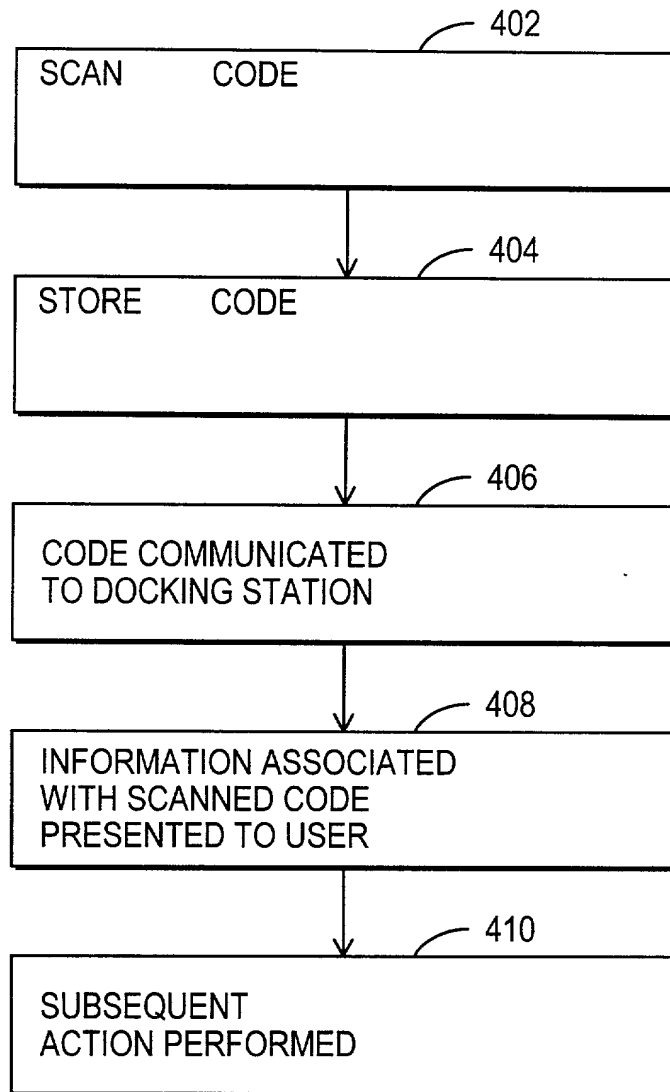 402
SCAN CODE
404
STORE CODE
406
CODE COMMUNICATED
TO DOCKING STATION
408
INFORMATION ASSOCIATED
WITH SCANNED CODE
PRESENTED TO USER
410
SUBSEQUENT
ACTION PERFORMED